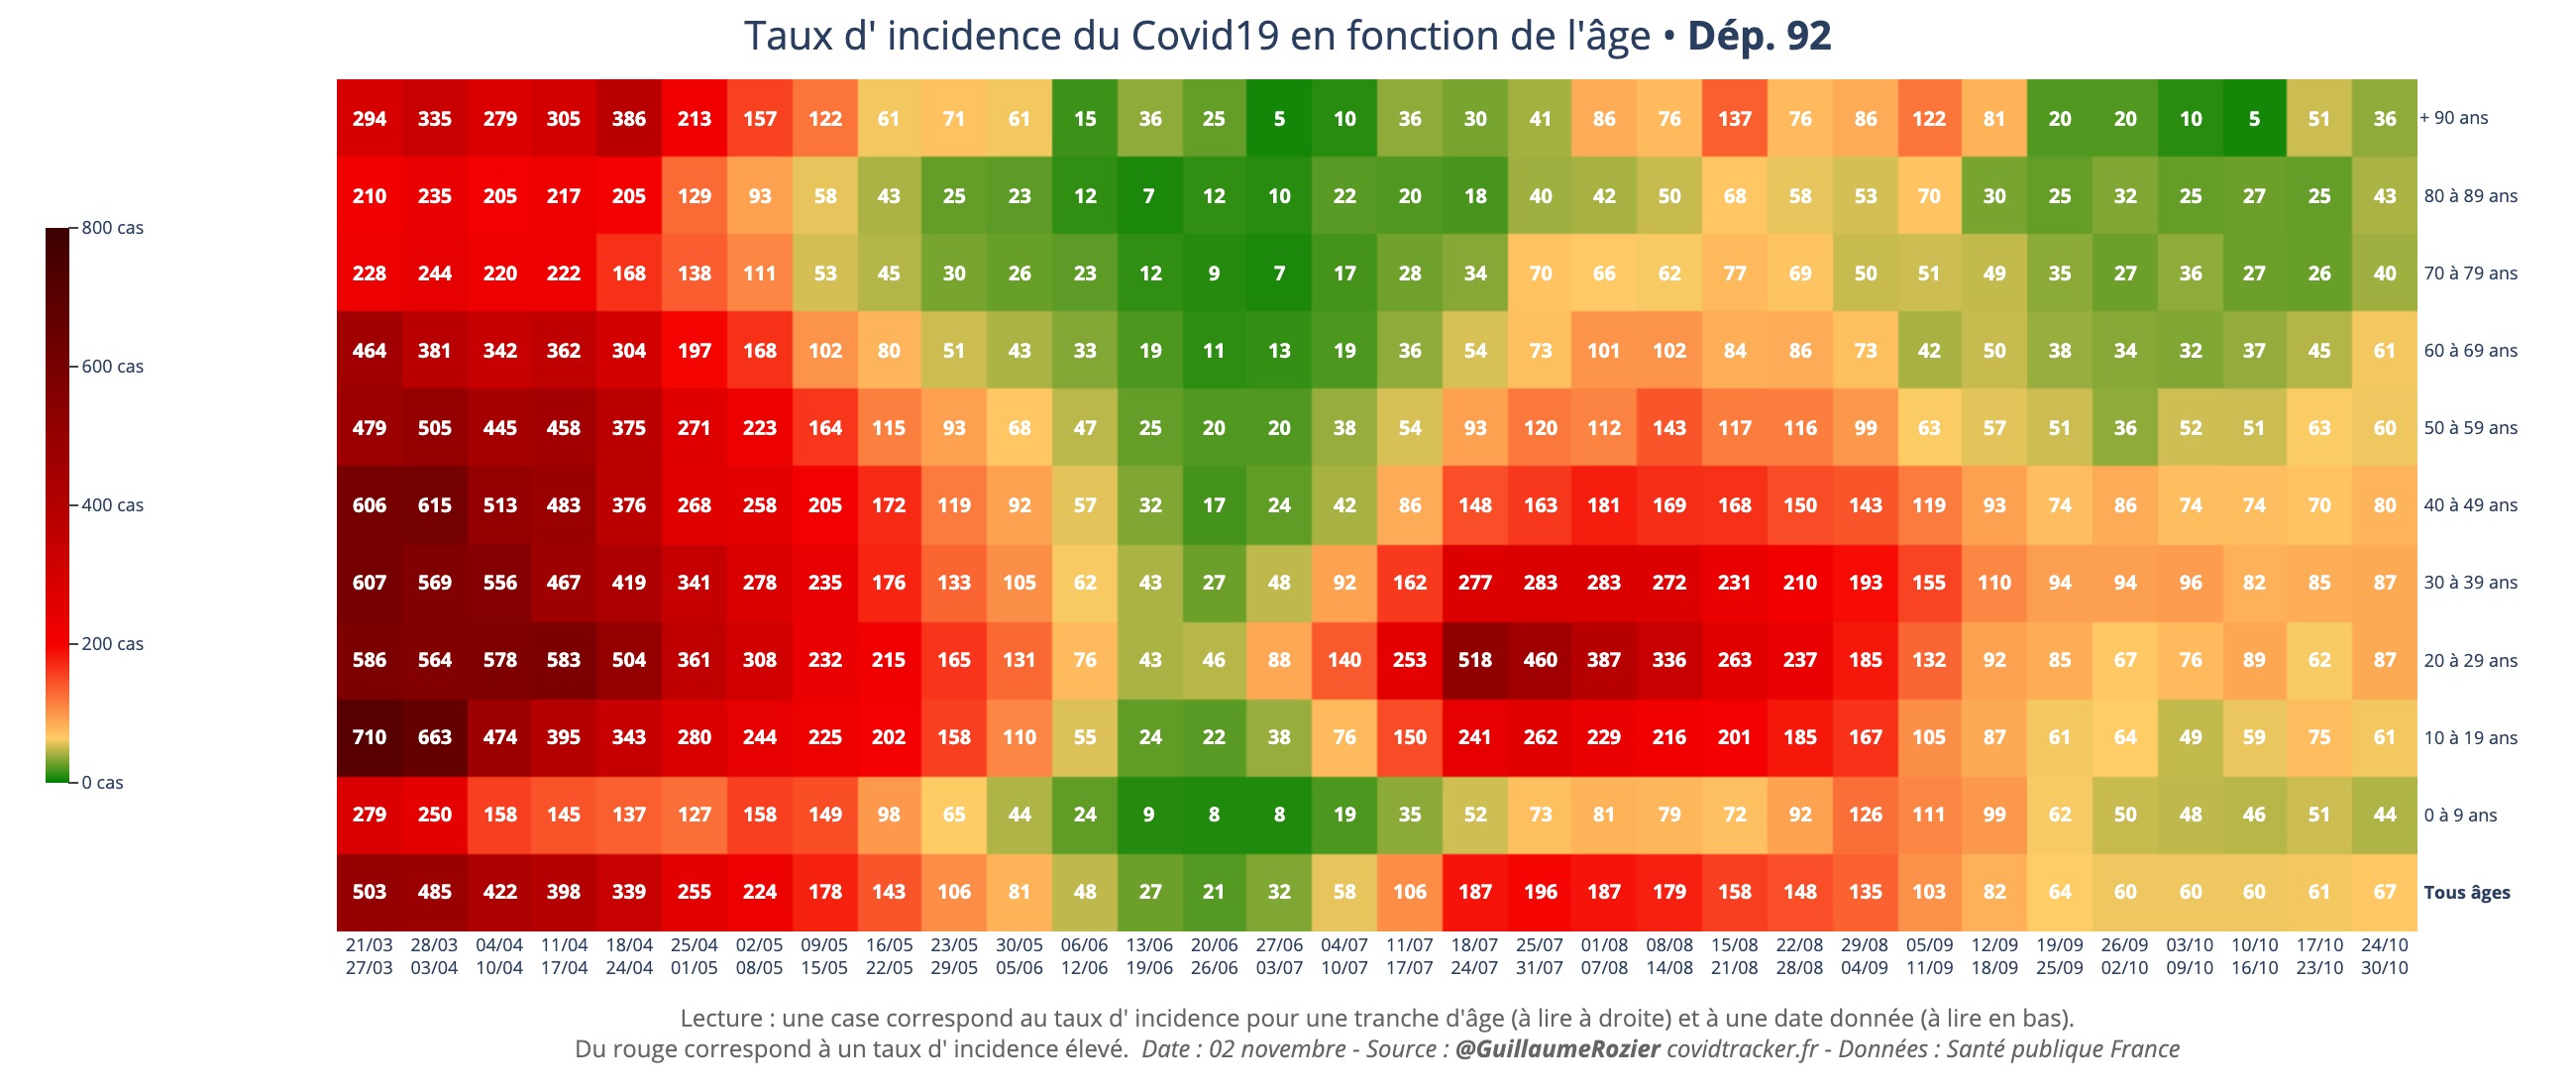 Taux d' incidence du Covid19 en fonction de l'âge • Dép. 92
800 cas
600 cas
400 cas
200 cas
0 cas
294 335 279 305 386 213 157 122 61 71 61 15 36 25 5 10 36 30 41 86 76 137 76 86 122 81 20 20 10 5 51 36 + 90 ans
210 235 205 217 205 129 93 58 43 25 23 12 7 12 10 22 20 18 40 42 50 68 58 53 70 30 25 32 25 27 25 43 80 à 89 ans
228 244 220 222 168 138 111 53 45 30 26 23 12 9 7 17 28 34 70 66 62 77 69 50 51 49 35 27 36 27 26 40 70 à 79 ans
464 381 342 362 304 197 168 102 80 51 43 33 19 11 13 19 36 54 73 101 102 84 86 73 42 50 38 34 32 37 45 61 60 à 69 ans
479 505 445 458 375 271 223 164 115 93 68 47 25 20 20 38 54 93 120 112 143 117 116 99 63 57 51 36 52 51 63 60 50 à 59 ans
606 615 513 483 376 268 258 205 172 119 92 57 32 17 24 42 86 148 163 181 169 168 150 143 119 93 74 86 74 74 70 80 40 à 49 ans
607 569 556 467 419 341 278 235 176 133 105 62 43 27 48 92 162 277 283 283 272 231 210 193 155 110 94 94 96 82 85 87 30 à 39 ans
586 564 578 583 504 361 308 232 215 165 131 76 43 46 88 140 253 518 460 387 336 263 237 185 132 92 85 67 76 89 62 87 20 à 29 ans
710 663 474 395 343 280 244 225 202 158 110 55 24 22 38 76 150 241 262 229 216 201 185 167 105 87 61 64 49 59 75 61 10 à 19 ans
279 250 158 145 137 127 158 149 98 65 44 24 9 8 8 19 35 52 73 81 79 72 92 126 111 99 62 50 48 46 51 44 0 à 9 ans
503 485 422 398 339 255 224 178 143 106 81 48 27 21 32 58 106 187 196 187 179 158 148 135 103 82 64 60 60 60 61 67 Tous âges
21/03 28/03 04/04 11/04 18/04 25/04 02/05 09/05 16/05 23/05 30/05 06/06 13/06 20/06 27/06 04/07 11/07 18/07 25/07 01/08 08/08 15/08 22/08 29/08 05/09 12/09 19/09 26/09 03/10 10/10 17/10 24/10
27/03 03/04 10/04 17/04 24/04 01/05 08/05 15/05 22/05 29/05 05/06 12/06 19/06 26/06 03/07 10/07 17/07 24/07 31/07 07/08 14/08 21/08 28/08 04/09 11/09 18/09 25/09 02/10 09/10 16/10 23/10 30/10
Lecture : une case correspond au taux d' incidence pour une tranche d'âge (à lire à droite) et à une date donnée (à lire en bas).
Du rouge correspond à un taux d' incidence élevé. Date : 02 novembre - Source : @GuillaumeRozier covidtracker.fr - Données : Santé publique France